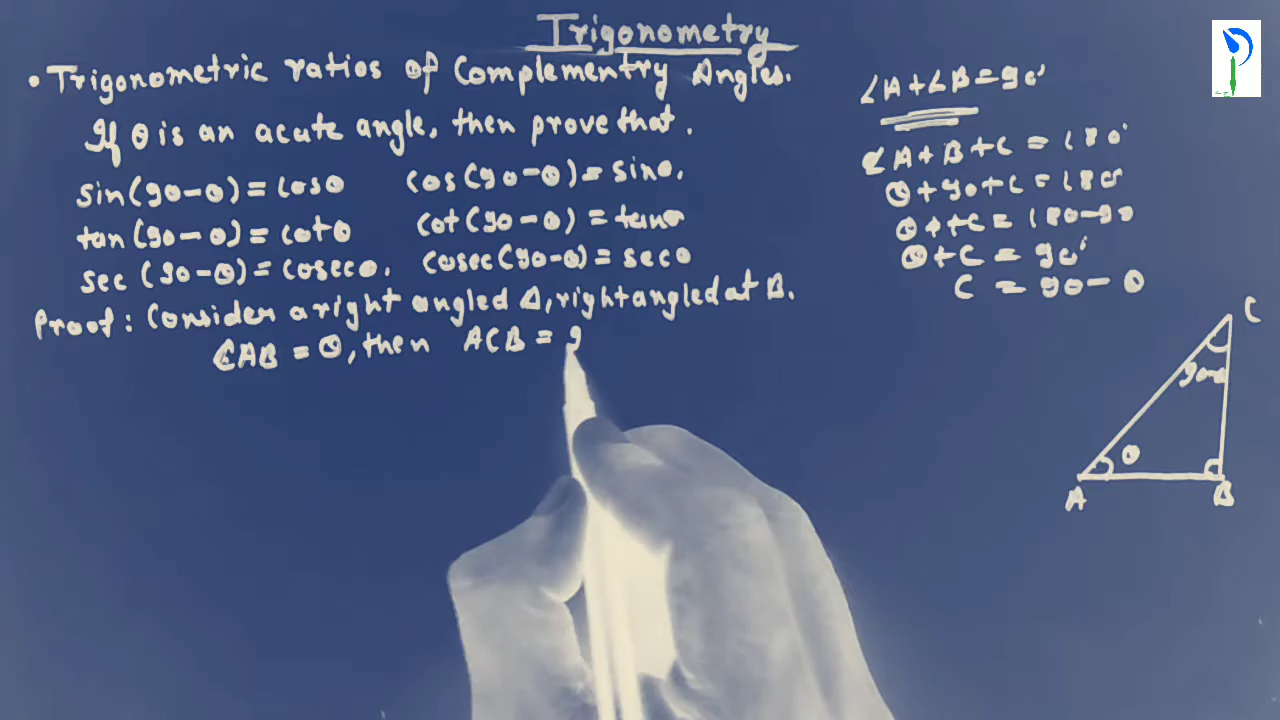 Trigonometry
• Trigonometric ratios of Complementry Angles.
If θ is an acute angle, then prove that.
sin(90-θ)=cosθ cos(90-θ)=sinθ.
tan(90-θ)=cotθ cot(90-θ)=tanθ
sec(90-θ)=cosecθ. cosec(90-θ)=secθ
Proof: Consider a right angled Δ, right angled at B.
CAB = θ, then ACB = 9
∠A+∠B=90°
∠A+B+C=180°
θ+90+C=180
θ++C=180-90
θ+C=90°
C=90-θ
C
90-θ
θ
A
B